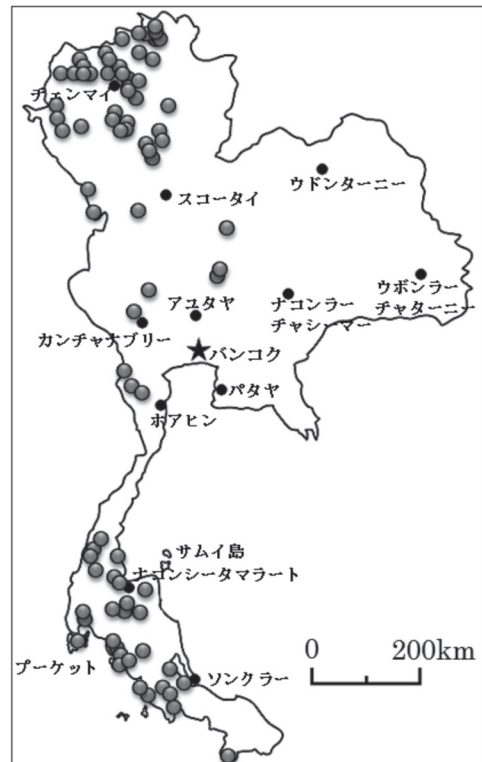 チェンマイ
スコータイ
ウドンターニー
ウボンラー
チャターニー
アユタヤ
ナコンラー
チャシーマー
カンチャナブリー
バンコク
パタヤ
ホアヒン
サムイ島
ナコンシータマラート
0
200km
プーケット
ソンクラー